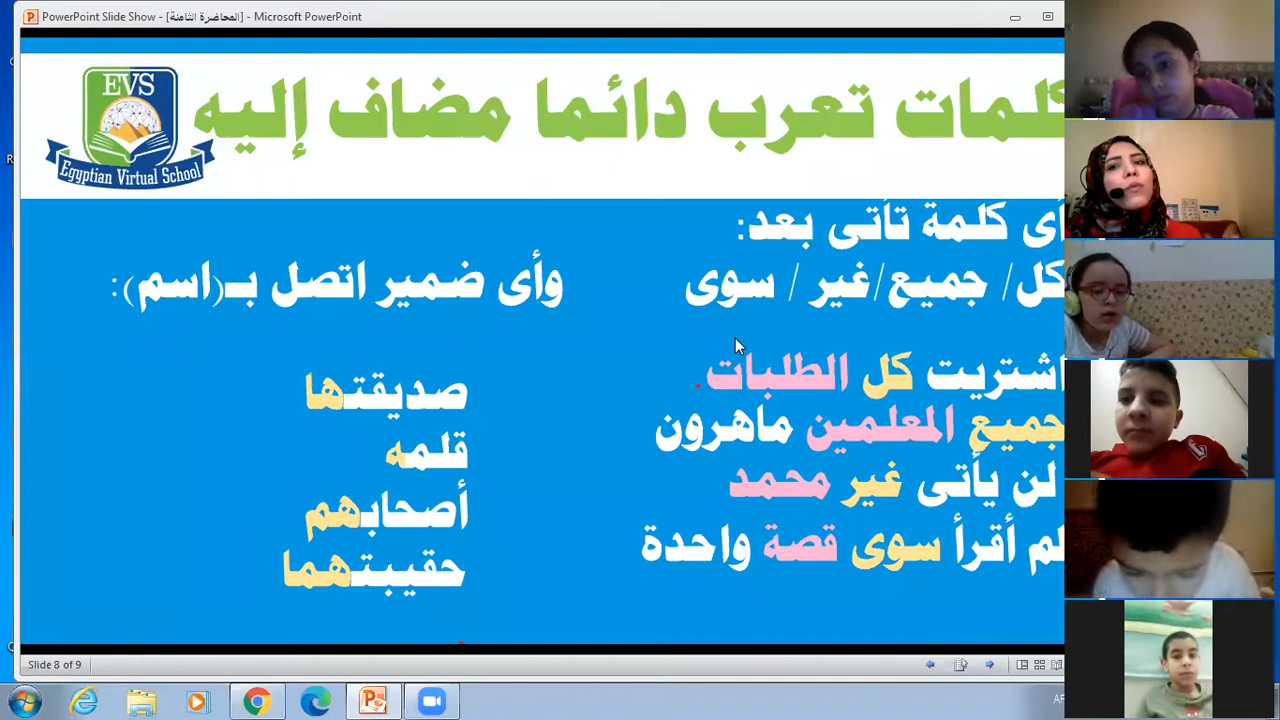 PowerPoint Slide Show - [المحاضرة الثامنة] - Microsoft PowerPoint
كلمات تعرب دائما مضاف إليه
EVS
Egyptian Virtual School
أى كلمة تأتى بعد:
كل/ جميع/غير / سوى
وأى ضمير اتصل بـ(اسم):
اشتريت كل الطلبات.
جميع المعلمين ماهرون
لن يأتى غير محمد
لم أقرأ سوى قصة واحدة
صديقتها
قلمه
أصحابهم
حقيبتهما
Slide 8 of 9